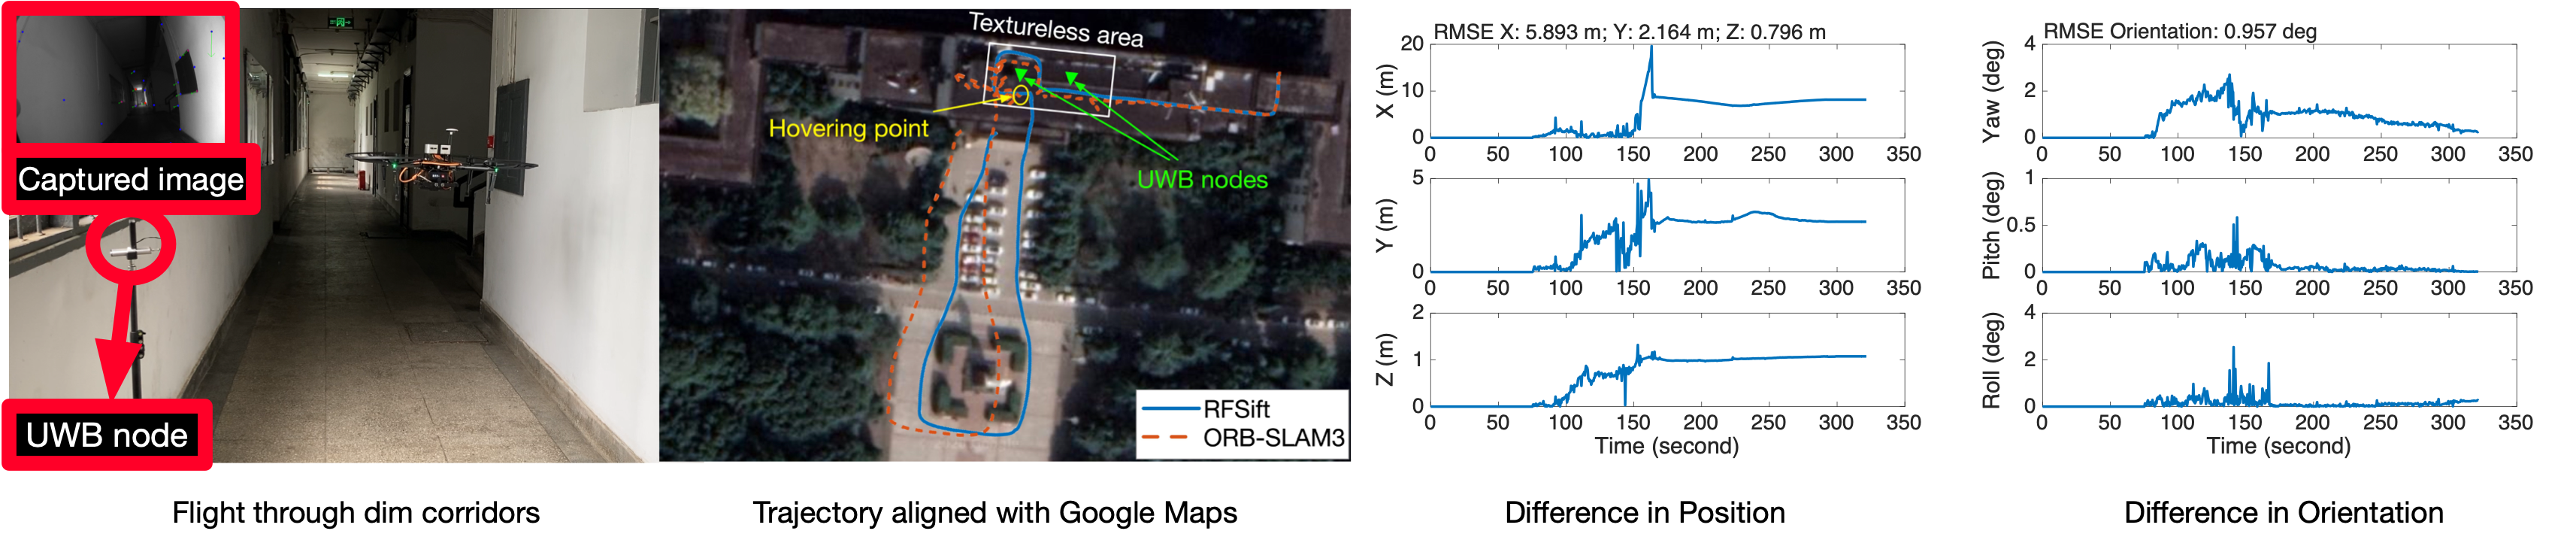 Captured image
UWB node
Flight through dim corridors
Textureless area
Hovering point
UWB nodes
RFSift
ORB-SLAM3
Trajectory aligned with Google Maps
RMSE X: 5.893 m; Y: 2.164 m; Z: 0.796 m
X (m)
20
10
0
0 50 100 150 200 250 300 350
Y (m)
5
0
0 50 100 150 200 250 300 350
Z (m)
2
1
0
0 50 100 150 200 250 300 350
Time (second)
Difference in Position
RMSE Orientation: 0.957 deg
Yaw (deg)
4
2
0
0 50 100 150 200 250 300 350
Pitch (deg)
1
0.5
0
0 50 100 150 200 250 300 350
Roll (deg)
4
2
0
0 50 100 150 200 250 300 350
Time (second)
Difference in Orientation